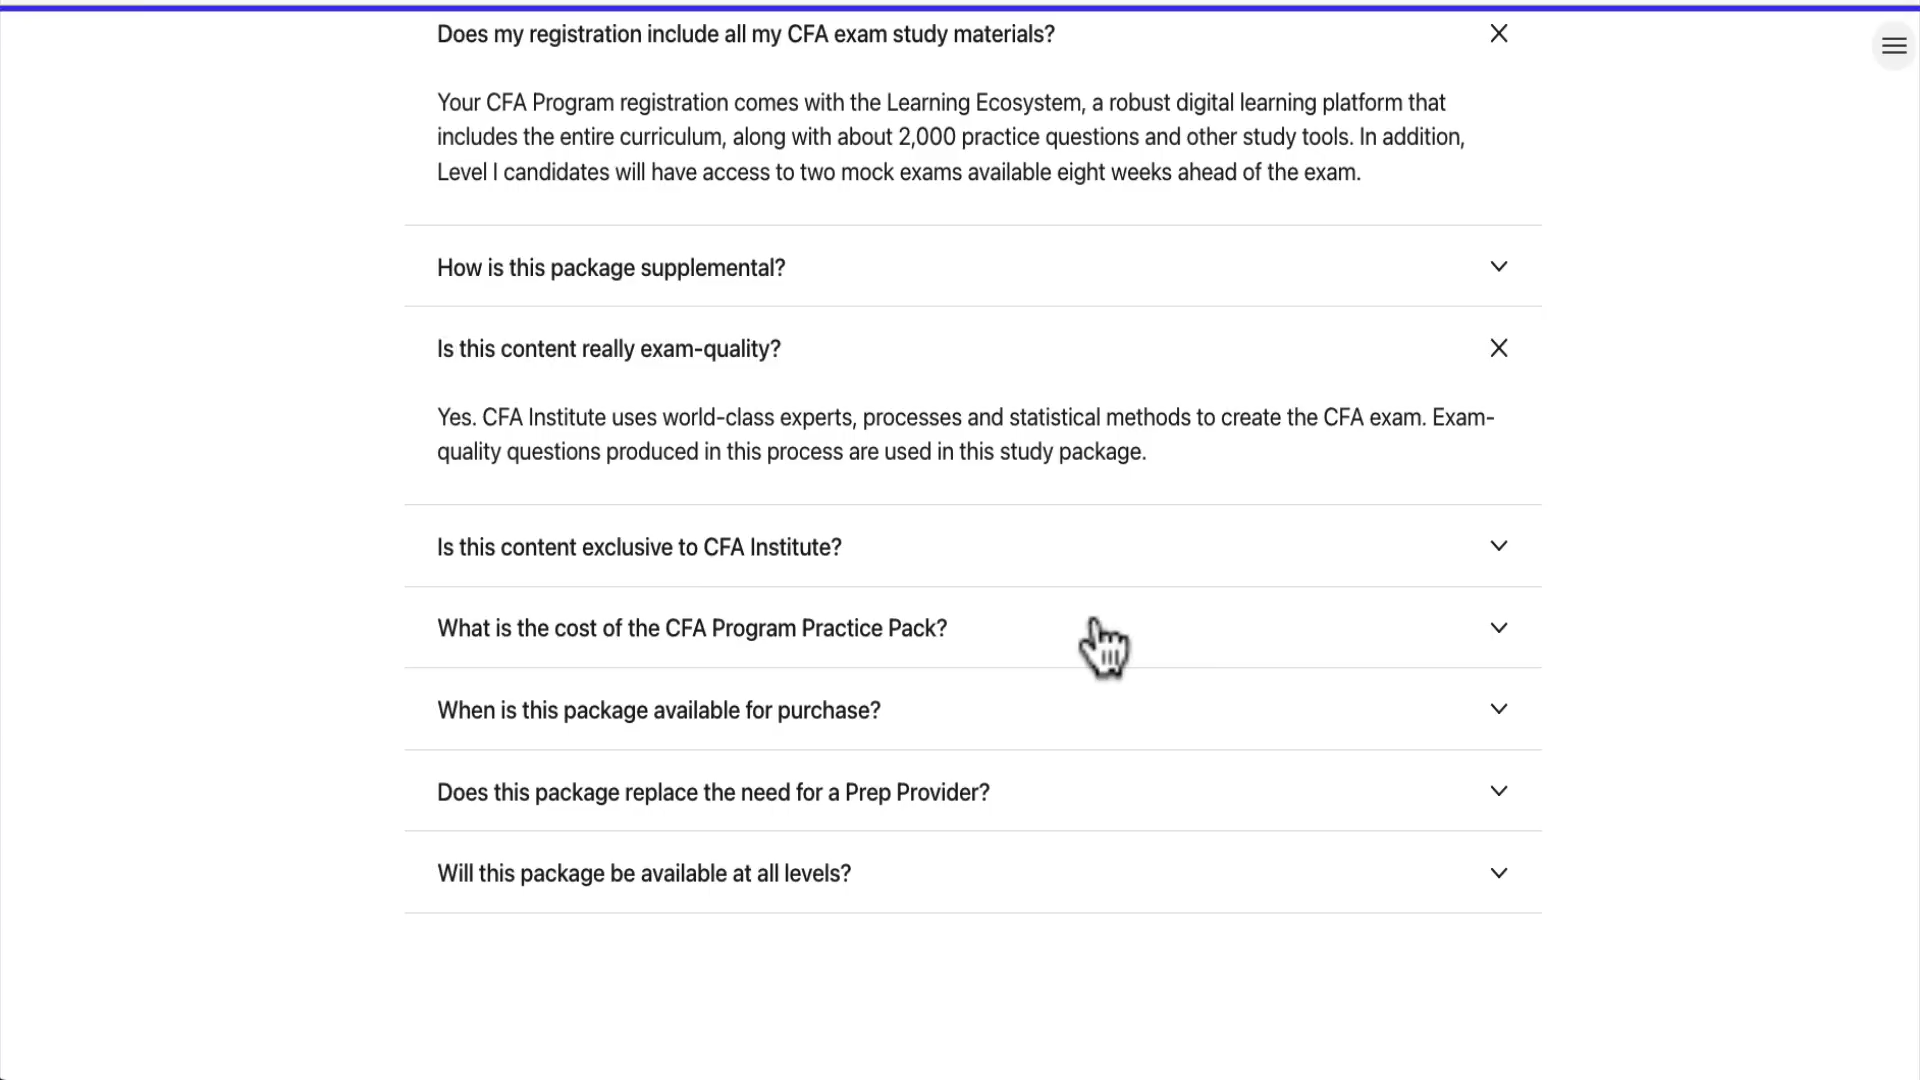 Does my registration include all my CFA exam study materials?
Your CFA Program registration comes with the Learning Ecosystem, a robust digital learning platform that
includes the entire curriculum, along with about 2,000 practice questions and other study tools. In addition,
Level I candidates will have access to two mock exams available eight weeks ahead of the exam.
How is this package supplemental?
Is this content really exam-quality?
Yes. CFA Institute uses world-class experts, processes and statistical methods to create the CFA exam. Exam-
quality questions produced in this process are used in this study package.
Is this content exclusive to CFA Institute?
What is the cost of the CFA Program Practice Pack?
When is this package available for purchase?
Does this package replace the need for a Prep Provider?
Will this package be available at all levels?